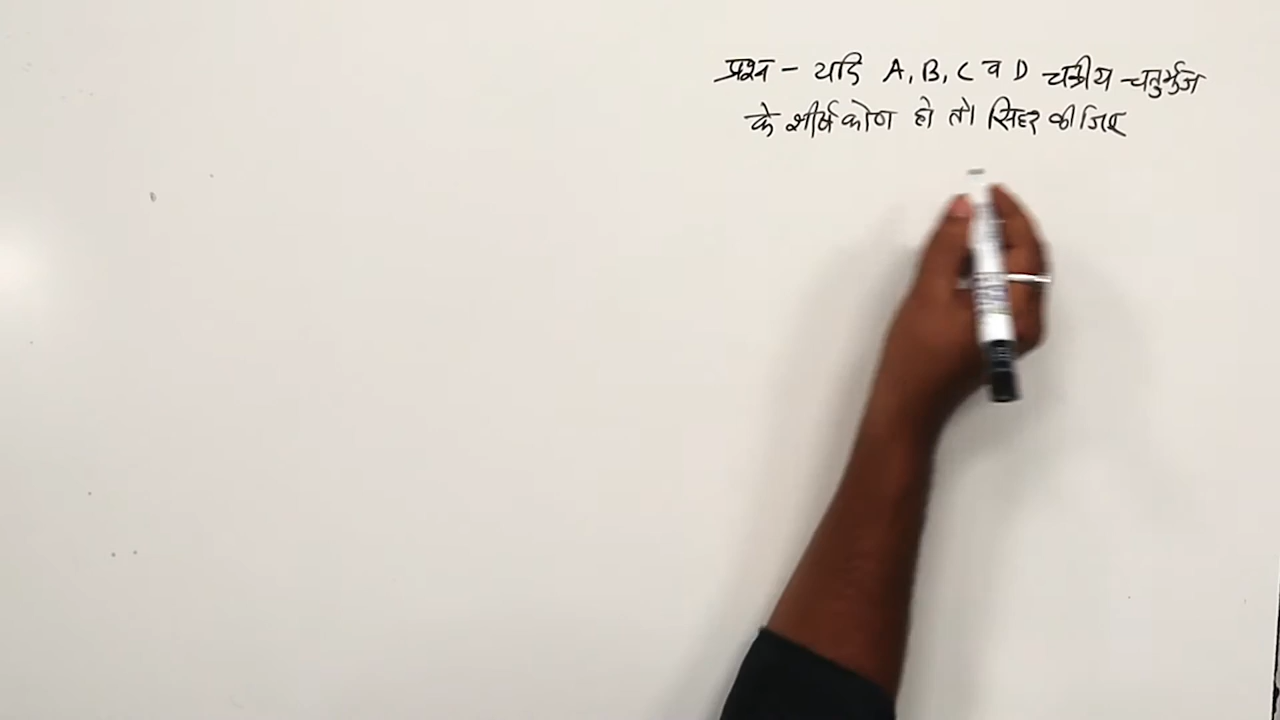 प्रश्न - यदि A, B, C व D चक्रीय चतुर्भुज
के शीर्ष कोण हो तो सिद्ध कीजिए